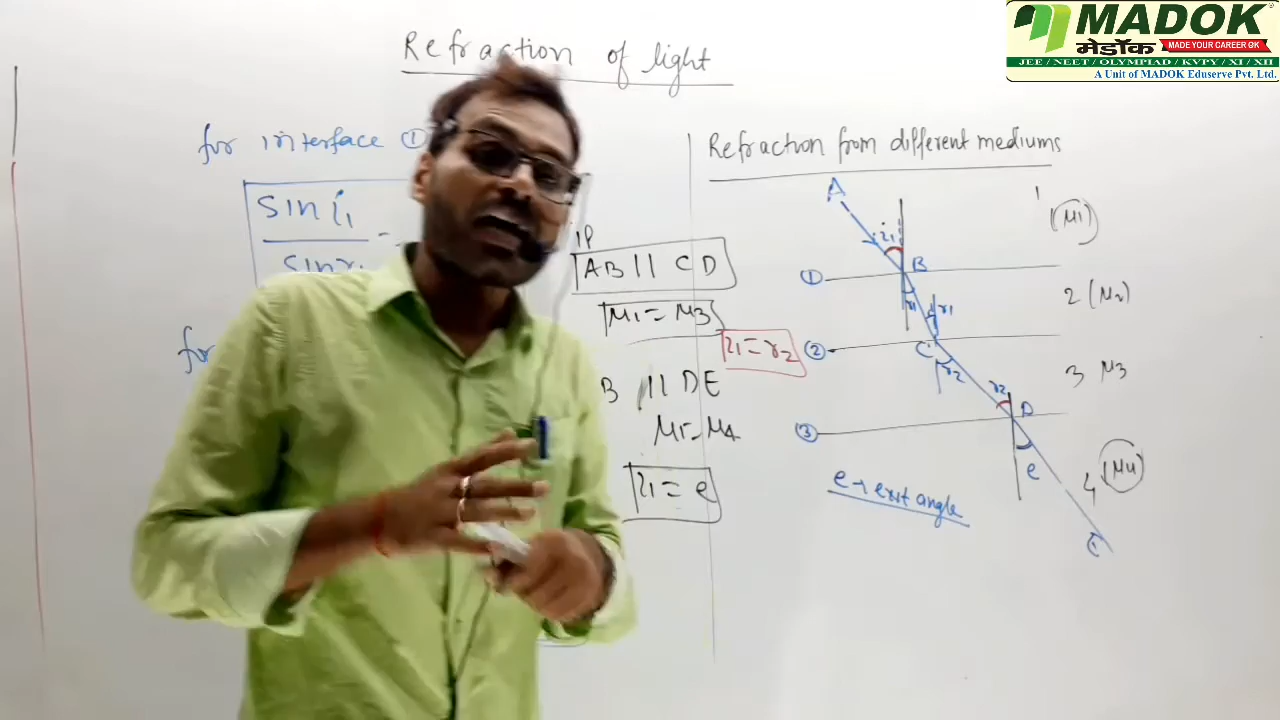 MADOK
मेडॉक
MADE YOUR CAREER OK
JEE / NEET / OLYMPIAD / KVPY / XI / XII
A Unit of MADOK Eduserve Pvt. Ltd.
Refraction of light
for interface ①
sin i1
sin r1
for
AB || CD
μ1 = μ3
i1 = r2
B || DE
μ1 = μ4
i1 = e
Refraction from different mediums
A
i1
B
1 (μ1)
①
r1
r1
2 (μ2)
②
C
r2
3 μ3
r2
D
③
e
4 (μ4)
e → exit angle